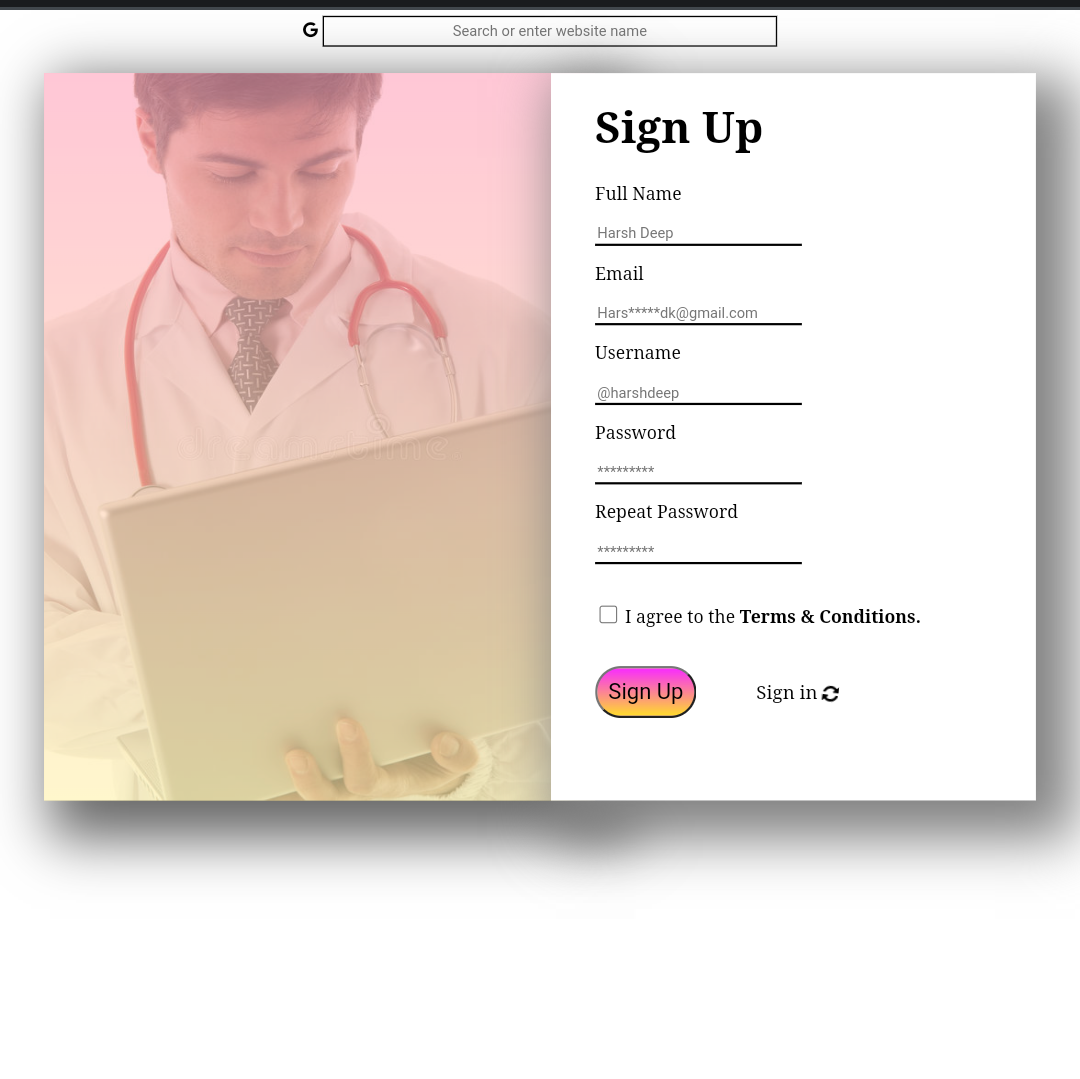 G Search or enter website name
Sign Up
Full Name
Harsh Deep
Email
Hars*****dk@gmail.com
Username
@harshdeep
Password
*********
Repeat Password
*********
I agree to the Terms & Conditions.
Sign Up
Sign in
dreamstime